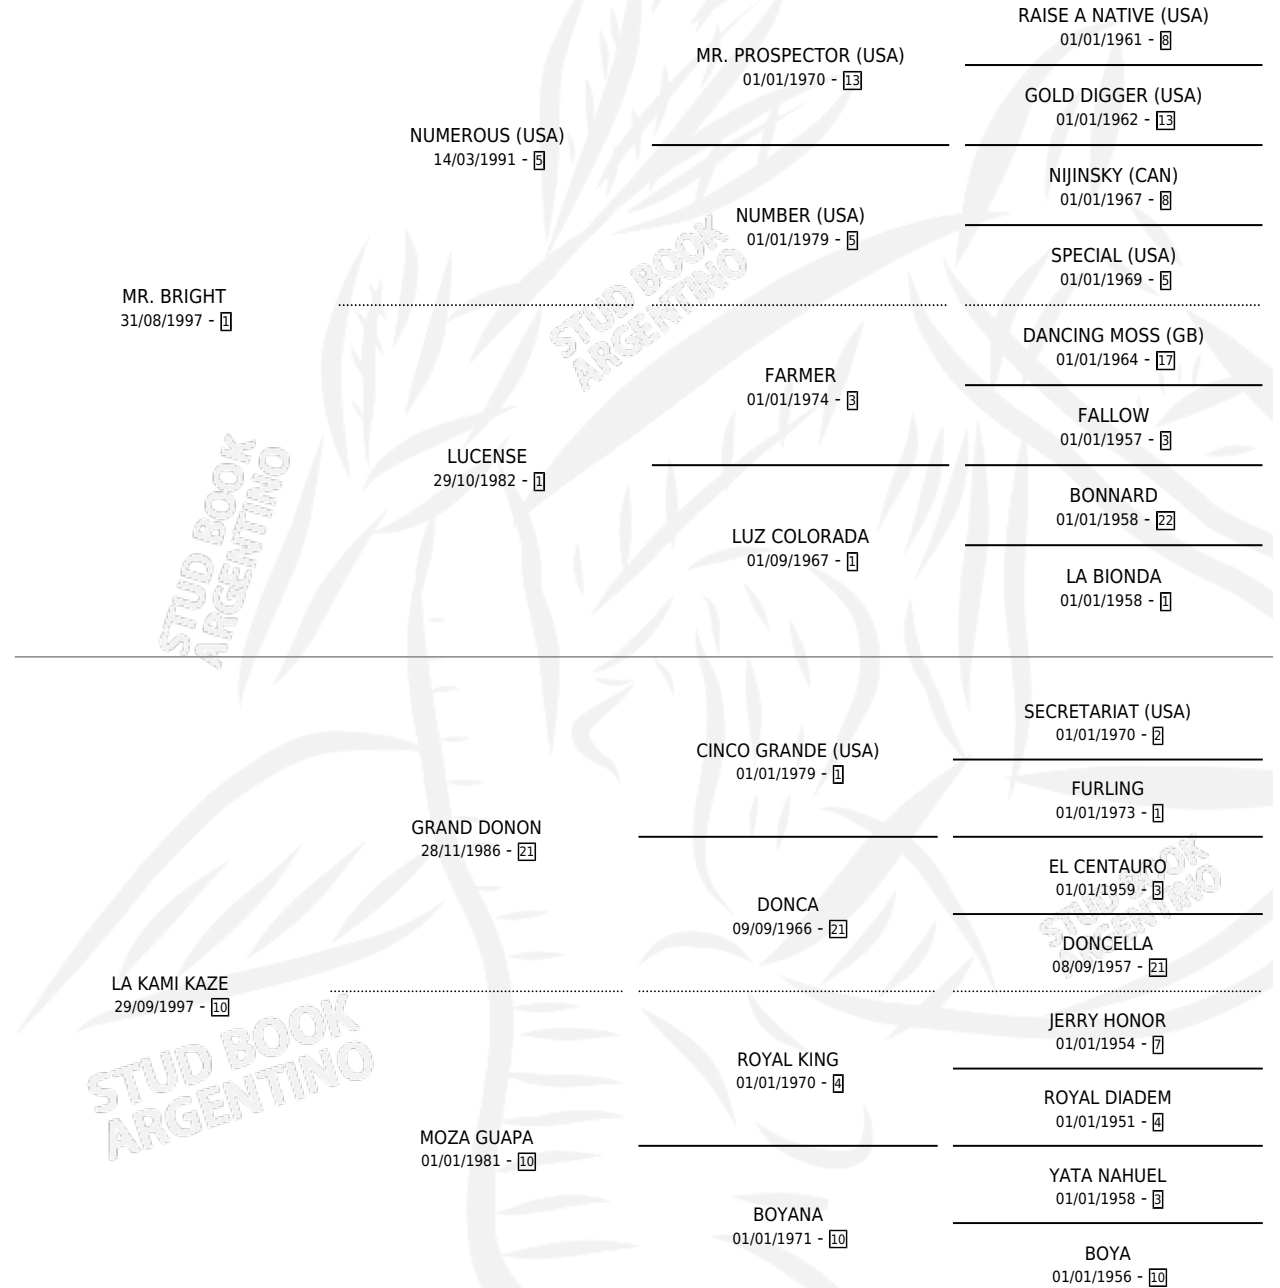 RAISE A NATIVE (USA)
01/01/1961 - 8
MR. PROSPECTOR (USA)
01/01/1970 - 13
GOLD DIGGER (USA)
01/01/1962 - 13
NUMEROUS (USA)
14/03/1991 - 5
NIJINSKY (CAN)
01/01/1967 - 8
NUMBER (USA)
01/01/1979 - 5
SPECIAL (USA)
01/01/1969 - 5
MR. BRIGHT
31/08/1997 - 1
DANCING MOSS (GB)
01/01/1964 - 17
FARMER
01/01/1974 - 3
FALLOW
01/01/1957 - 3
LUCENSE
29/10/1982 - 1
BONNARD
01/01/1958 - 22
LUZ COLORADA
01/09/1967 - 1
LA BIONDA
01/01/1958 - 1
SECRETARIAT (USA)
01/01/1970 - 2
CINCO GRANDE (USA)
01/01/1979 - 1
FURLING
01/01/1973 - 1
GRAND DONON
28/11/1986 - 21
EL CENTAURO
01/01/1959 - 3
DONCA
09/09/1966 - 21
DONCELLA
08/09/1957 - 21
LA KAMI KAZE
29/09/1997 - 10
JERRY HONOR
01/01/1954 - 7
ROYAL KING
01/01/1970 - 4
ROYAL DIADEM
01/01/1951 - 4
MOZA GUAPA
01/01/1981 - 10
YATA NAHUEL
01/01/1958 - 3
BOYANA
01/01/1971 - 10
BOYA
01/01/1956 - 10
STUD BOOK
ARGENTINO
STUD BOOK
ARGENTINO
STUD BOOK
ARGENTINO
STUD BOOK
ARGENTINO